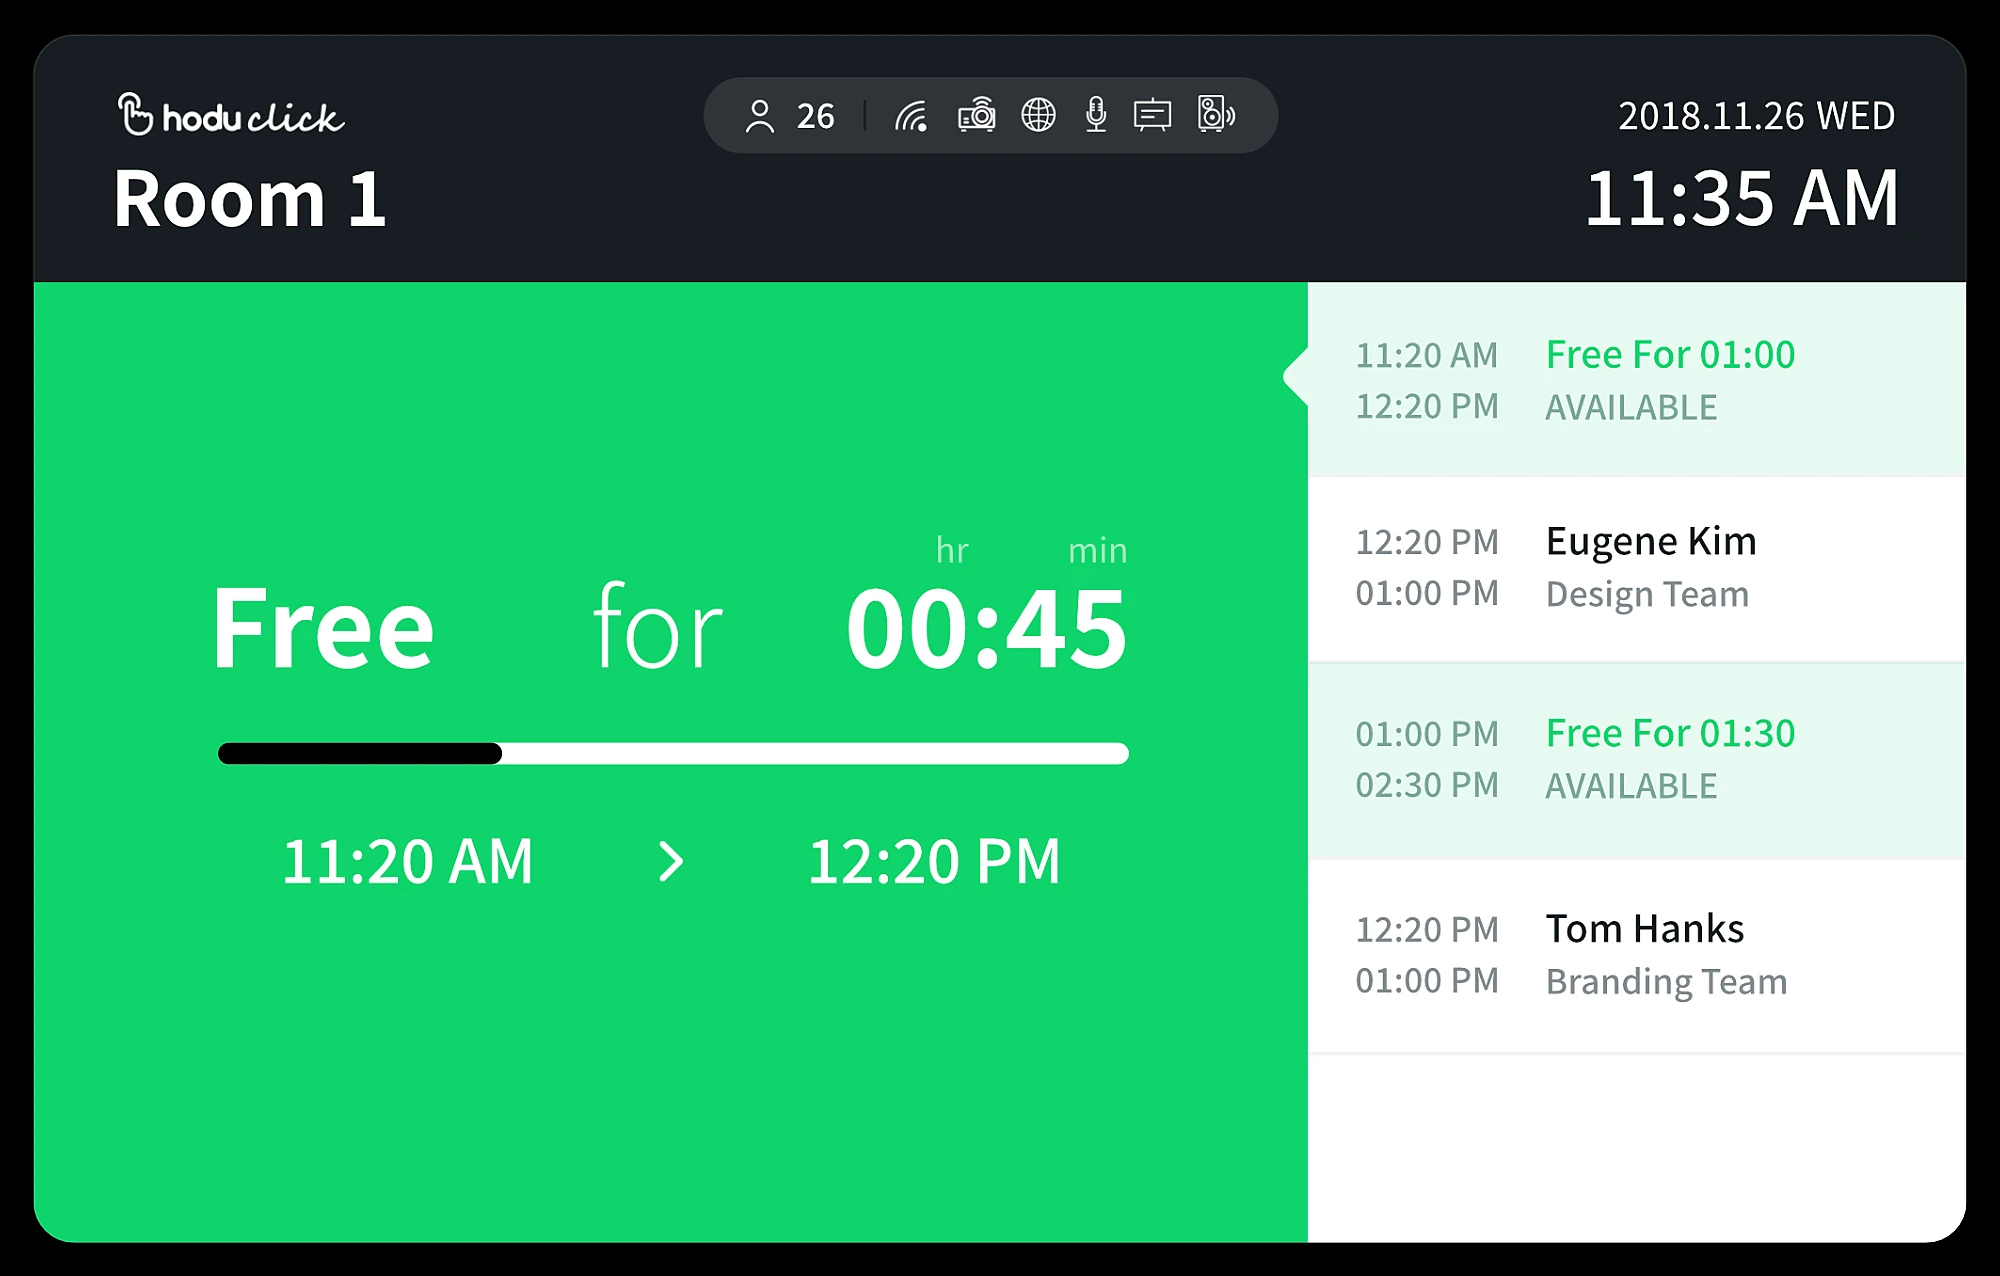 hodu click
Room 1
26
2018.11.26 WED
11:35 AM
hr min
Free for 00:45
11:20 AM > 12:20 PM
11:20 AM Free For 01:00
12:20 PM AVAILABLE
12:20 PM Eugene Kim
01:00 PM Design Team
01:00 PM Free For 01:30
02:30 PM AVAILABLE
12:20 PM Tom Hanks
01:00 PM Branding Team